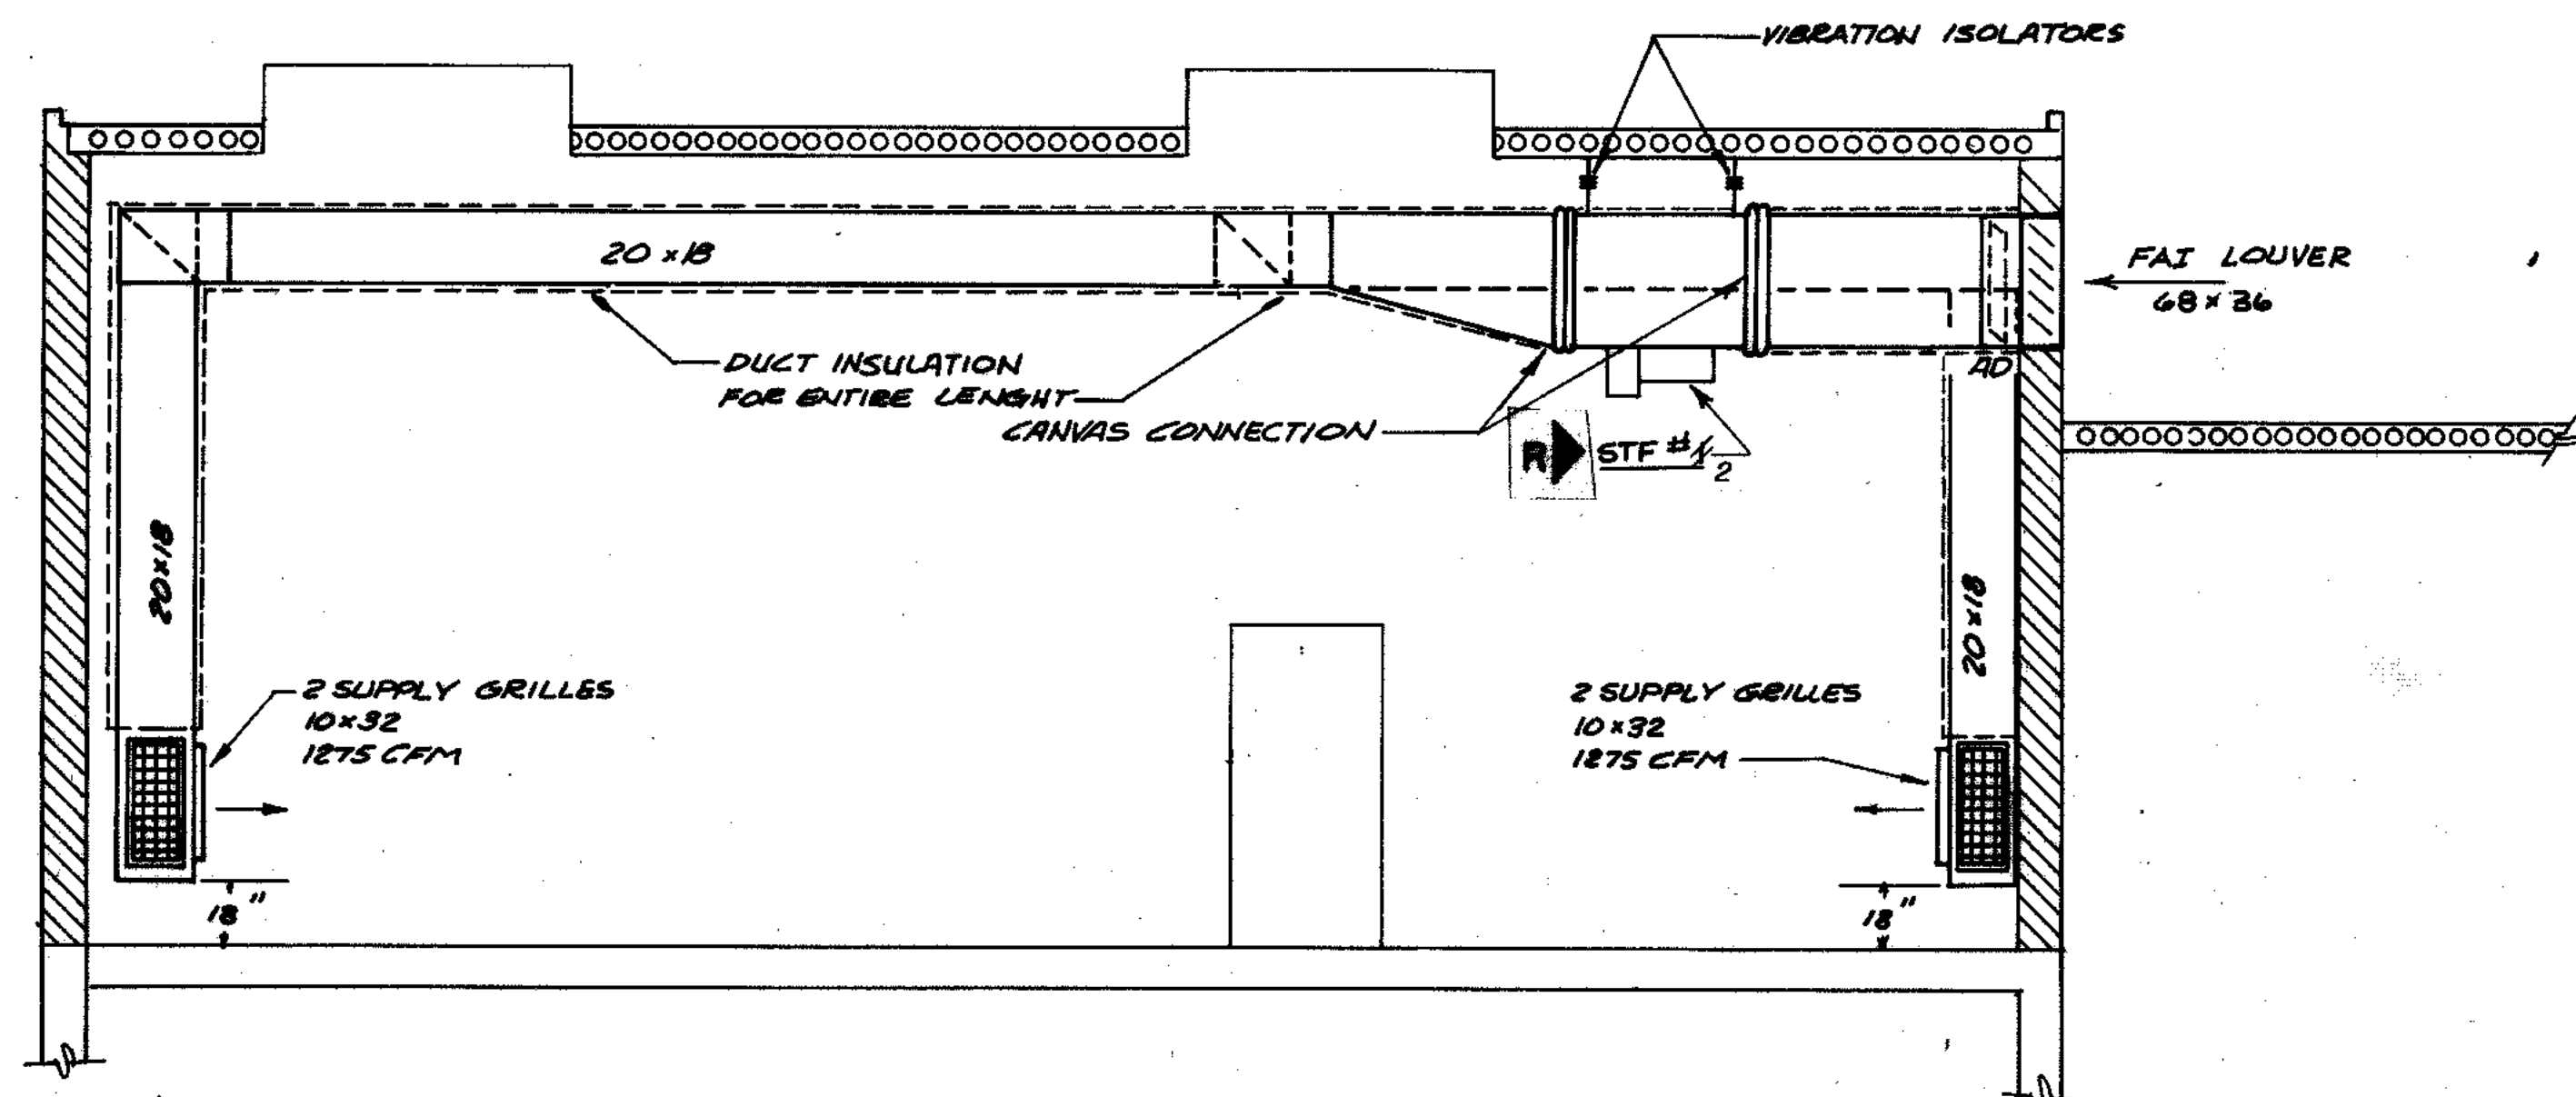 VIBRATION ISOLATORS
20 x 18
FAI LOUVER
68 x 36
DUCT INSULATION
FOR ENTIRE LENGHT
AD
CANVAS CONNECTION
R STF #1 2
20x18
20x18
2 SUPPLY GRILLES
10x32
1275 CFM
2 SUPPLY GRILLES
10x32
1275 CFM
18"
18"